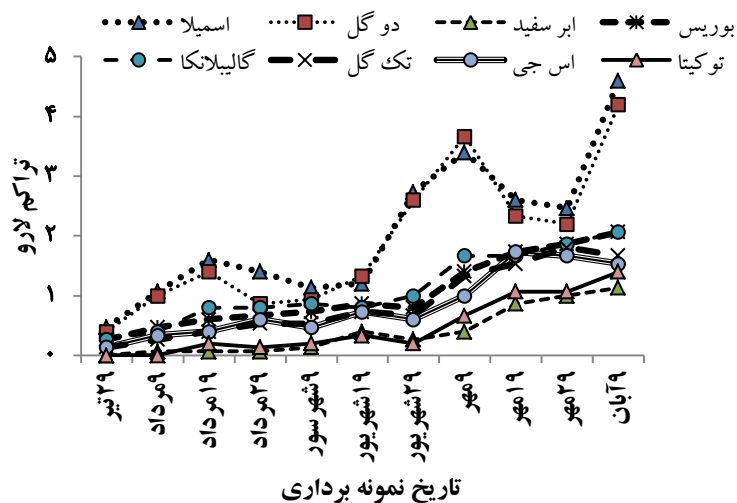 اسمیلا دو گل ابر سفید بوریس
گالیبلانکا تک گل اس جی توکیتا
۵
۴
۳
۲
۱
۰
تراکم لارو
۲۹تیر ۹مرداد ۱۹مرداد ۲۹مرداد ۹شهرسور ۱۹شهریور ۲۹شهریور ۹مهر ۱۹مهر ۲۹مهر ۹آبان
تاریخ نمونه برداری